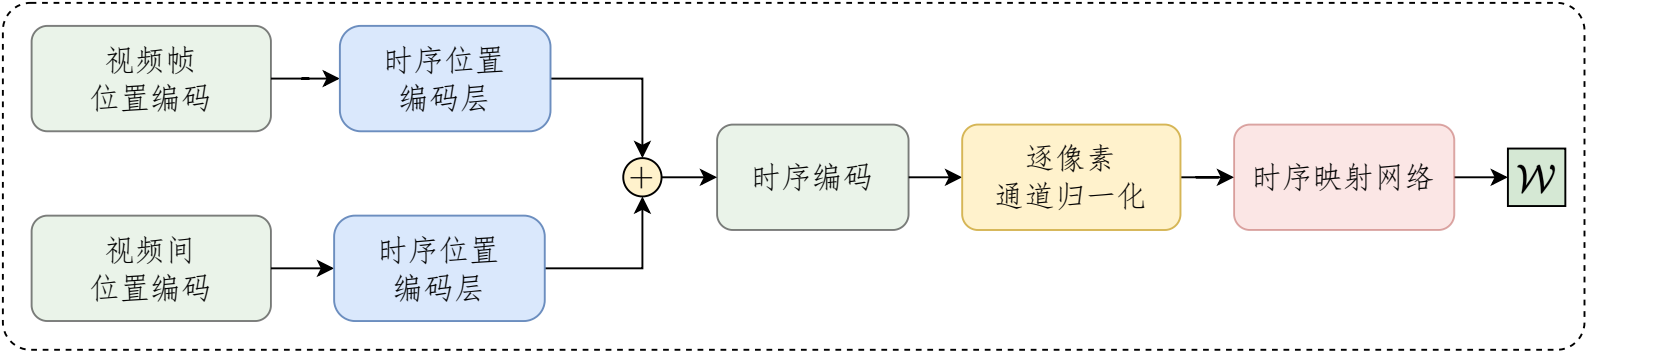 视频帧
位置编码
时序位置
编码层
视频间
位置编码
时序位置
编码层
+
时序编码
逐像素
通道归一化
时序映射网络
𝒲